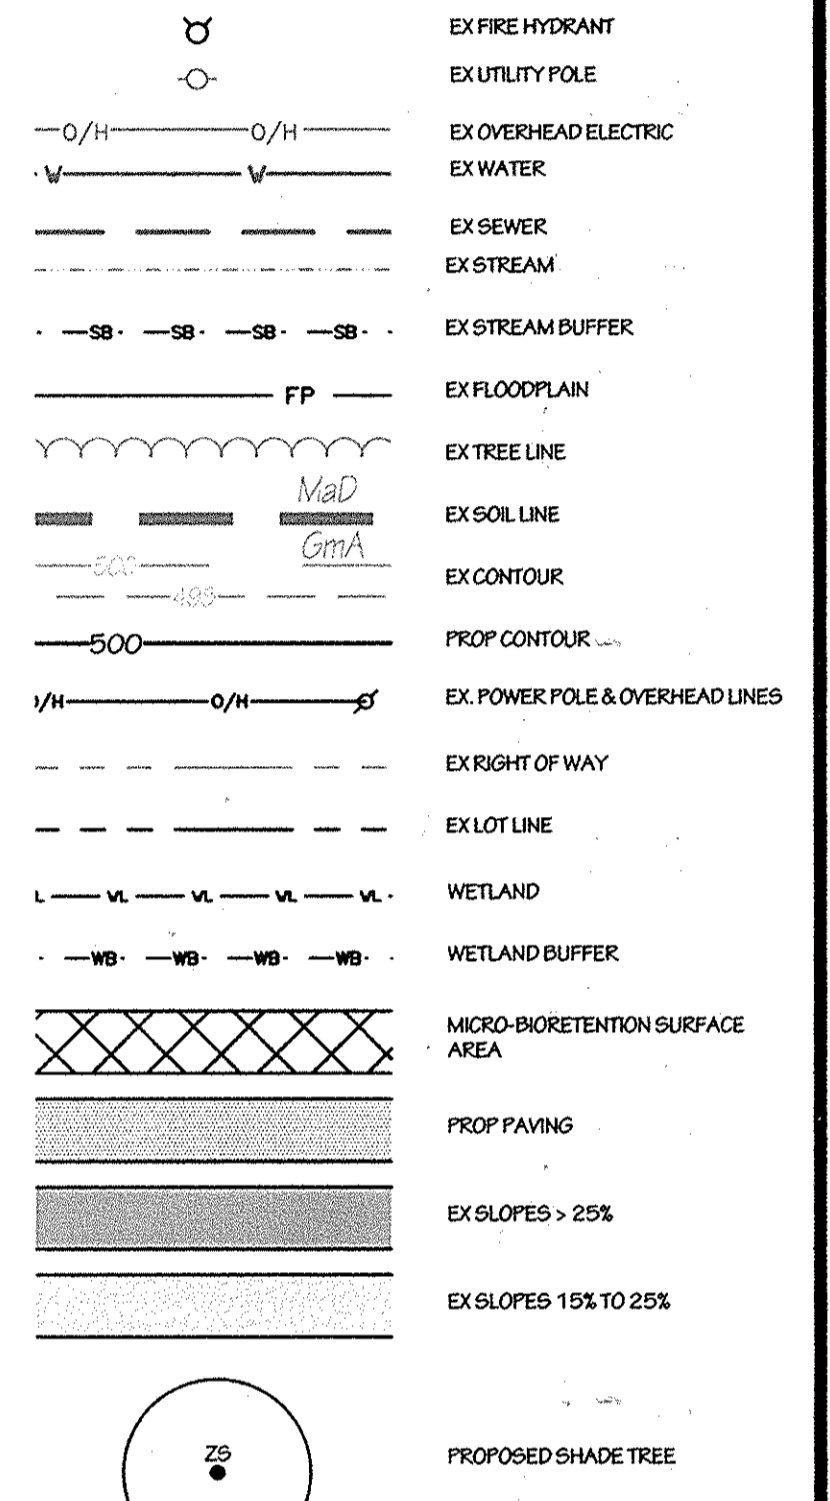 EX FIRE HYDRANT
EX UTILITY POLE
O/H O/H EX OVERHEAD ELECTRIC
W W EX WATER
EX SEWER
EX STREAM
SB SB SB SB EX STREAM BUFFER
FP EX FLOODPLAIN
EX TREE LINE
MaD
EX SOIL LINE
GmA
500
EX CONTOUR
498
500 PROP CONTOUR
/H O/H EX. POWER POLE & OVERHEAD LINES
EX RIGHT OF WAY
EX LOT LINE
L WL WL WL WL WETLAND
WB WB WB WB WETLAND BUFFER
MICRO-BIORETENTION SURFACE
AREA
PROP PAVING
EX SLOPES > 25%
EX SLOPES 15% TO 25%
ZS
PROPOSED SHADE TREE